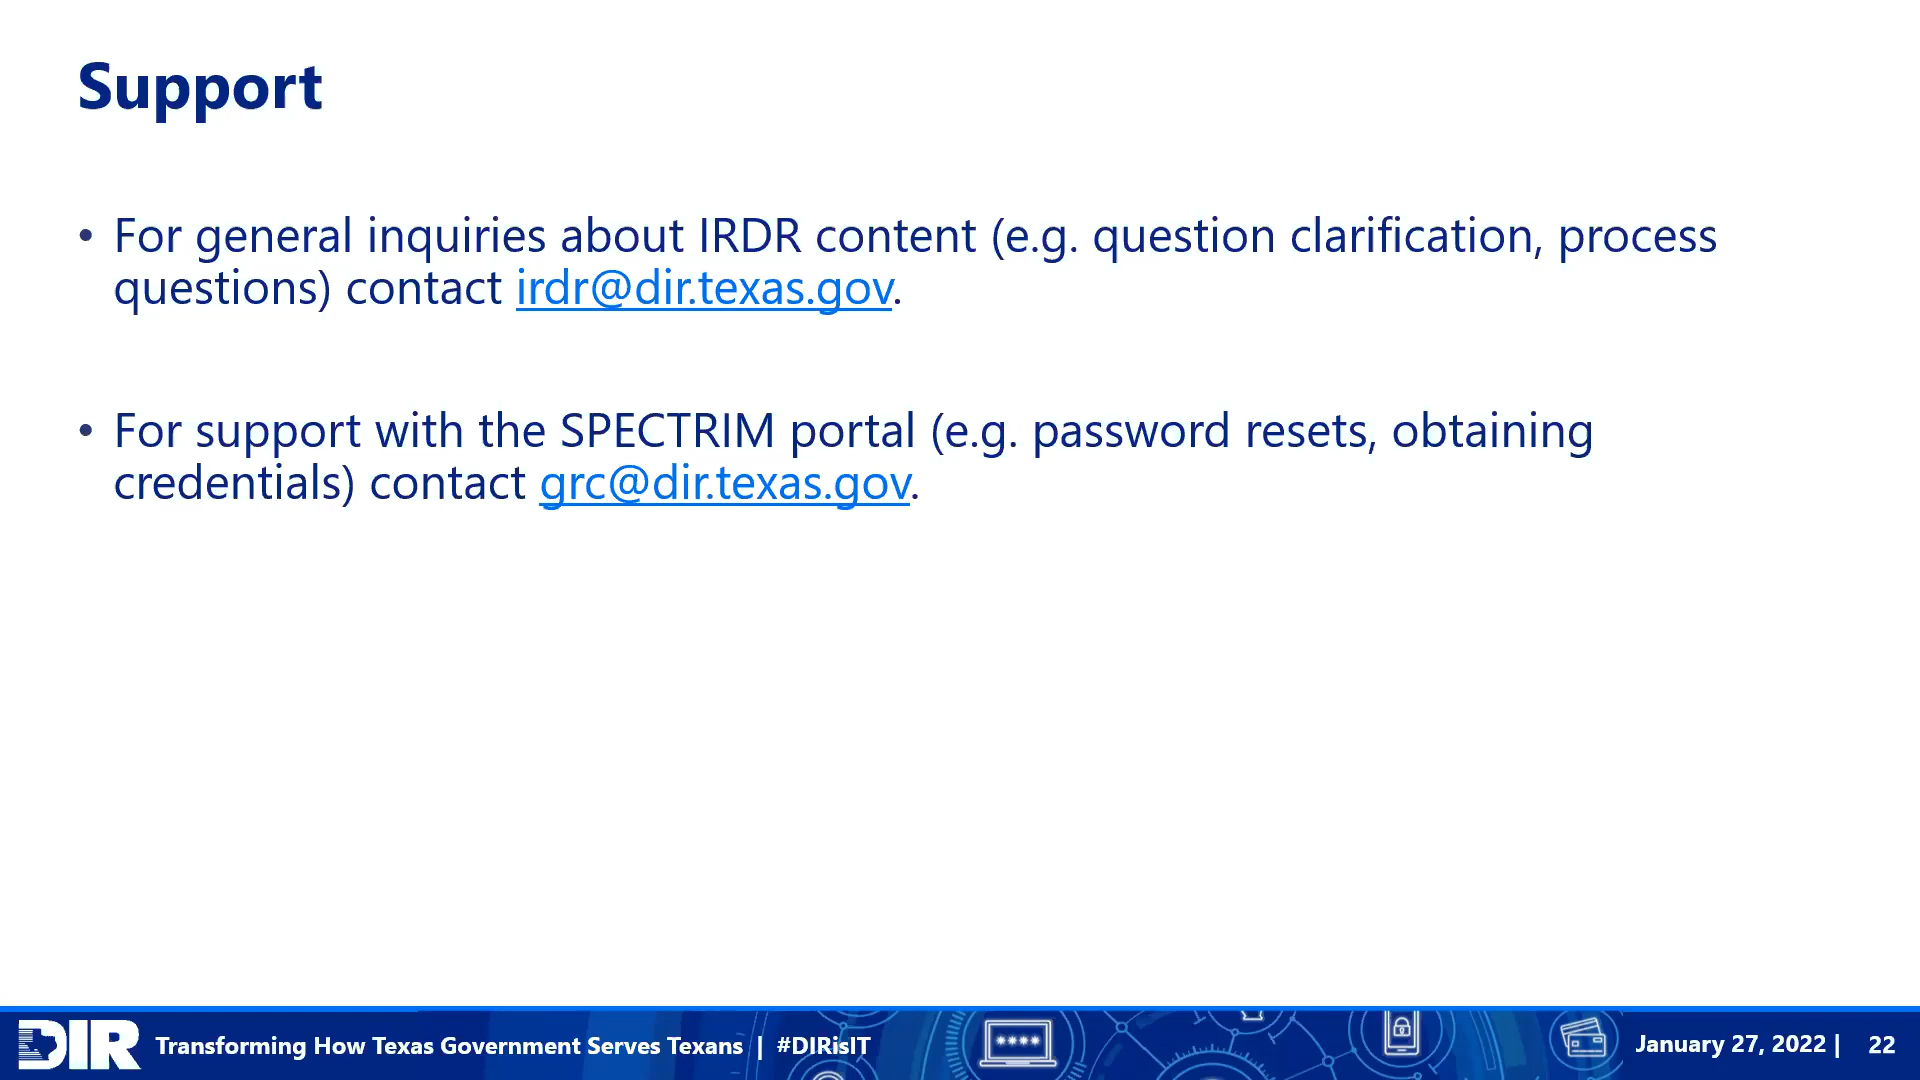 Support
• For general inquiries about IRDR content (e.g. question clarification, process
questions) contact irdr@dir.texas.gov.
• For support with the SPECTRIM portal (e.g. password resets, obtaining
credentials) contact grc@dir.texas.gov.
DIR Transforming How Texas Government Serves Texans | #DIRisIT
****
January 27, 2022 | 22